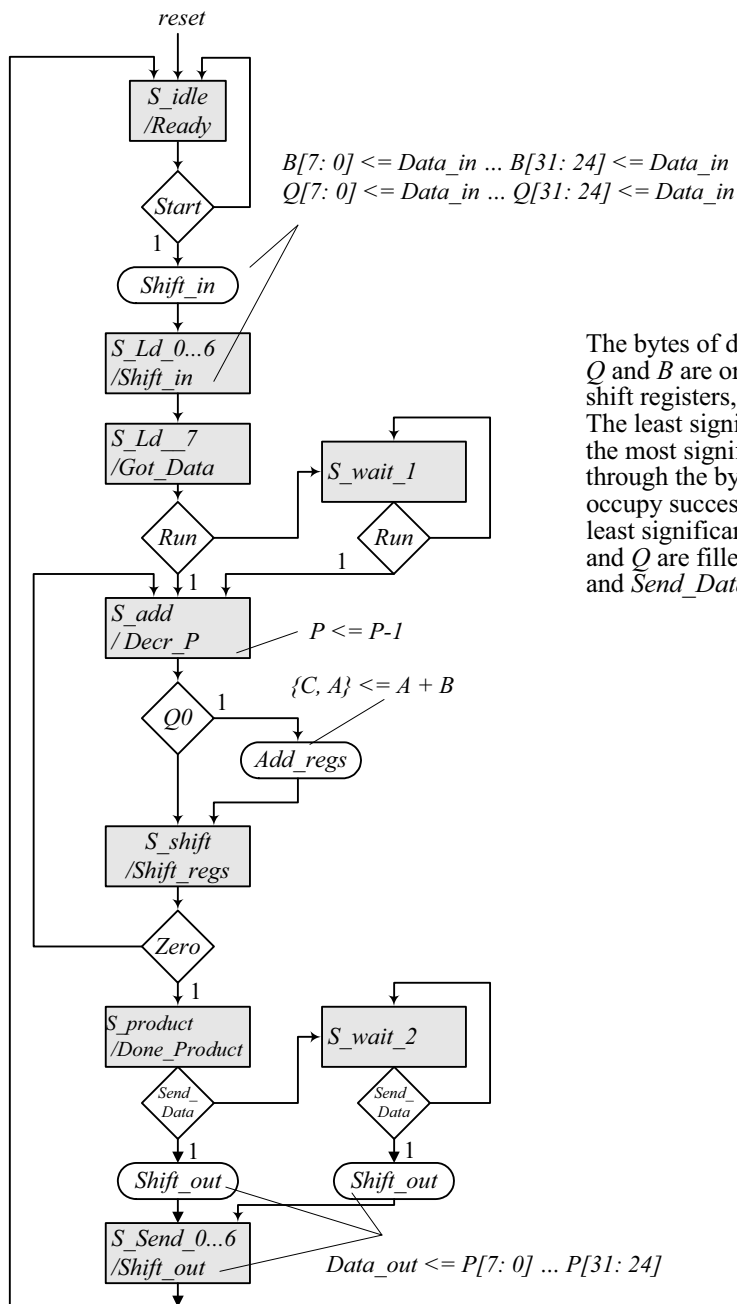 reset
S_idle
/Ready
B[7: 0] <= Data_in ... B[31: 24] <= Data_in
Q[7: 0] <= Data_in ... Q[31: 24] <= Data_in
Start
1
Shift_in
S_Ld_0...6
/Shift_in
The bytes of d
Q and B are or
shift registers,
The least signi
the most signif
through the by
occupy succes
least significar
and Q are fille
and Send_Data
S_Ld__7
/Got_Data
S_wait_1
Run
Run
1
1
S_add
/ Decr_P
P <= P-1
{C, A} <= A + B
Q0
1
Add_regs
S_shift
/Shift_regs
Zero
1
S_product
/Done_Product
S_wait_2
Send_
Data
Send_
Data
1
1
Shift_out
Shift_out
S_Send_0...6
/Shift_out
Data_out <= P[7: 0] ... P[31: 24]